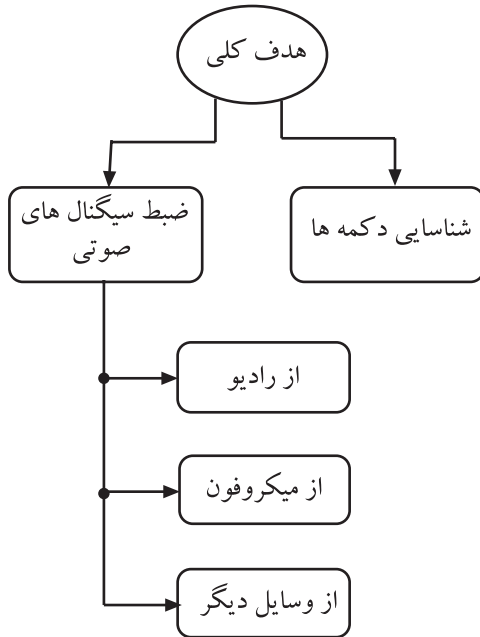 هدف کلی
شناسایی دکمه ها
ضبط سیگنال های
صوتی
از رادیو
از میکروفون
از وسایل دیگر